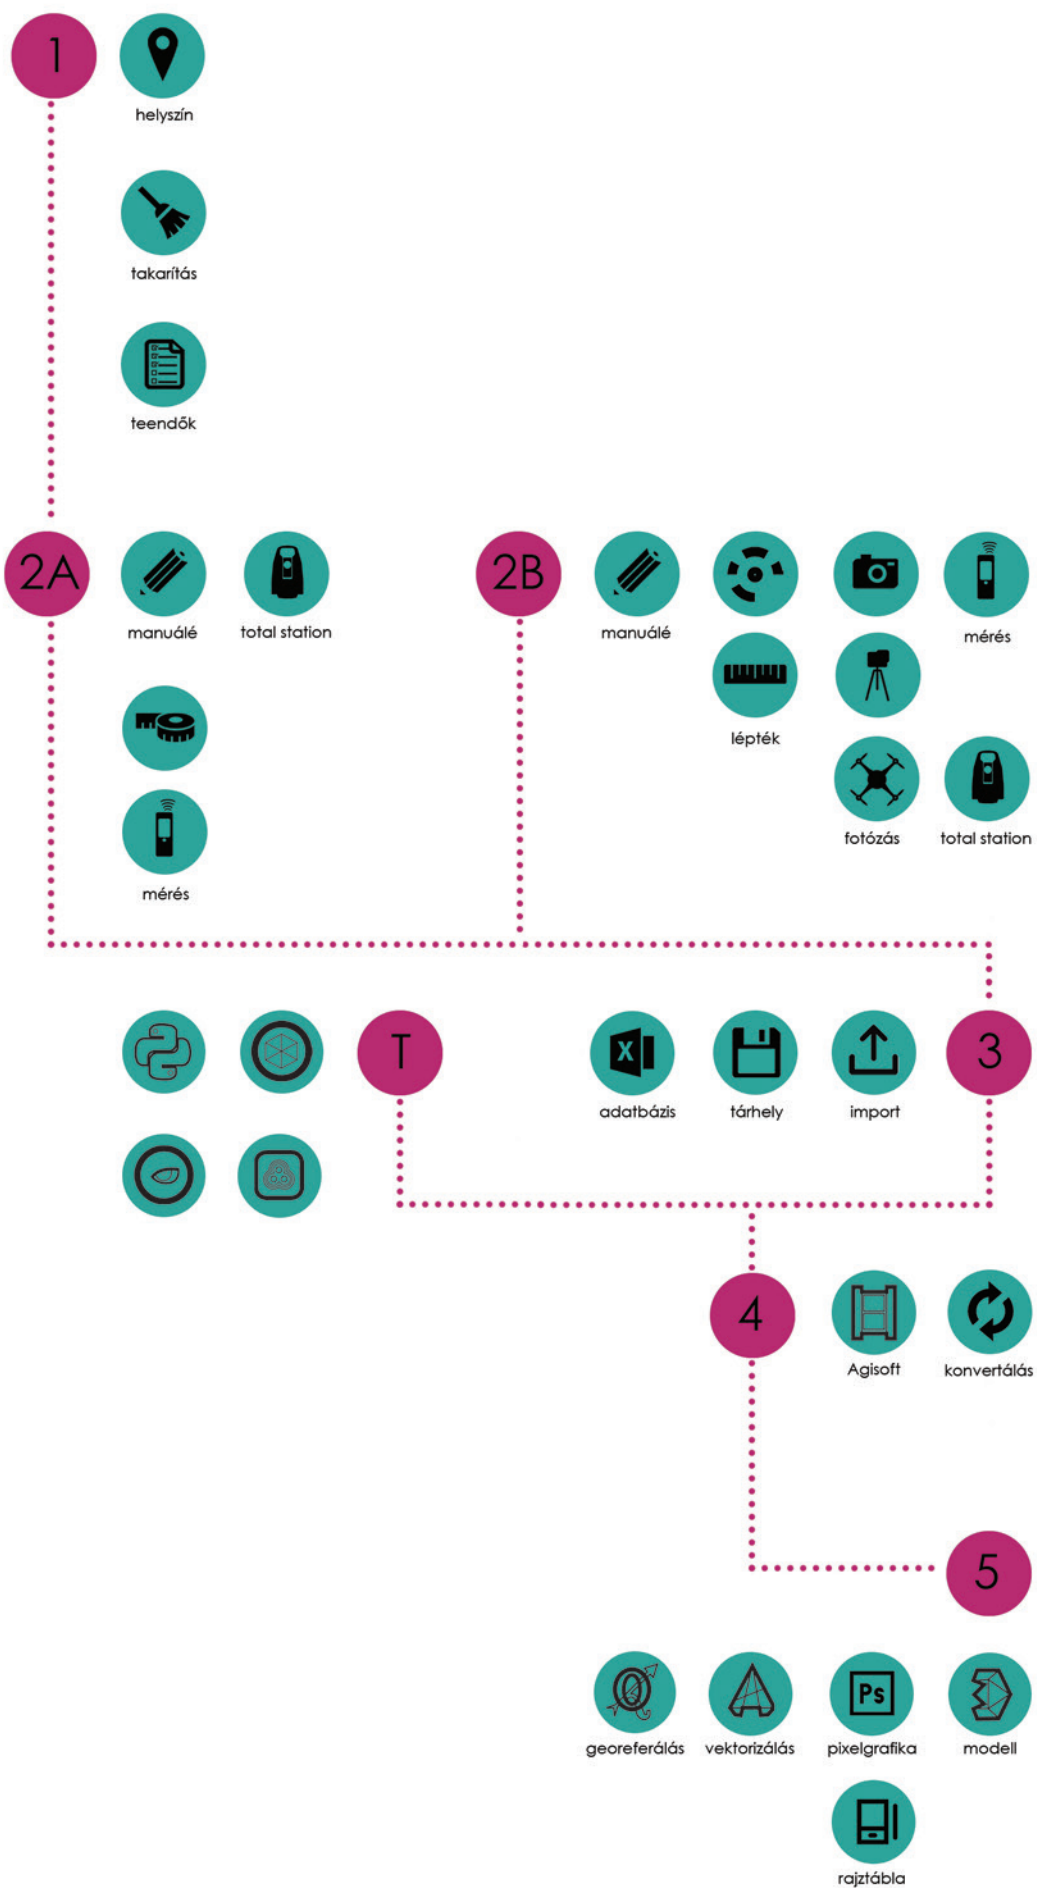 1
helyszín
takarítás
teendők
2A
manuálé
total station
mérés
2B
manuálé
lépték
fotózás
mérés
total station
T
adatbázis
X
tárhely
import
3
4
Agisoft
konvertálás
5
georeferálás
vektorizálás
Ps
pixelgrafika
modell
rajztábla